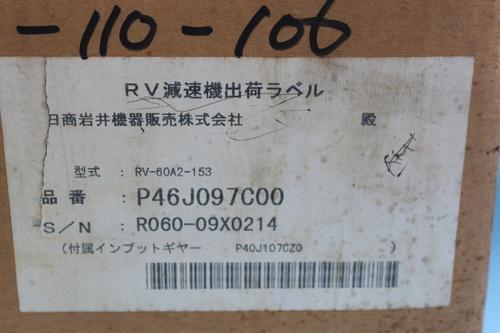 -110-106
RV減速機出荷ラベル
日商岩井機器販売株式会社 殿
型式 : RV-60A2-153
品番 : P46J097C00
S/N : R060-09X0214
(付属インプットギヤー P40J107CZ0 )